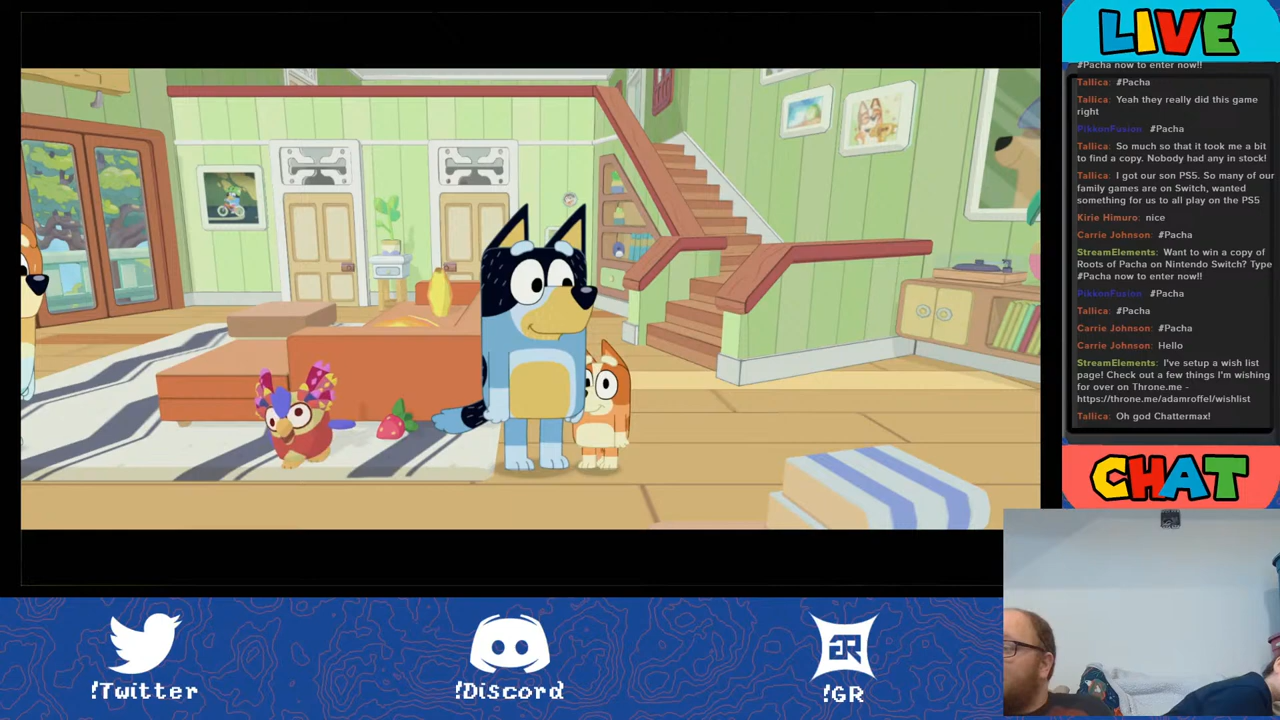 LIVE
#Pacha now to enter now!!
Tallica: #Pacha
Tallica: Yeah they really did this game
right
PikkonFusion #Pacha
Tallica: So much so that it took me a bit
to find a copy. Nobody had any in stock!
Tallica: I got our son PS5. So many of our
family games are on Switch, wanted
something for us to all play on the PS5
Kirie Himuro: nice
Carrie Johnson: #Pacha
StreamElements: Want to win a copy of
Roots of Pacha on Nintendo Switch? Type
#Pacha now to enter now!!
PikkonFusion #Pacha
Tallica: #Pacha
Carrie Johnson: #Pacha
Carrie Johnson: Hello
StreamElements: I've setup a wish list
page! Check out a few things I'm wishing
for over on Throne.me -
https://throne.me/adamroffel/wishlist
Tallica: Oh god Chattermax!
CHAT
!Twitter
!Discord
GR
!GR